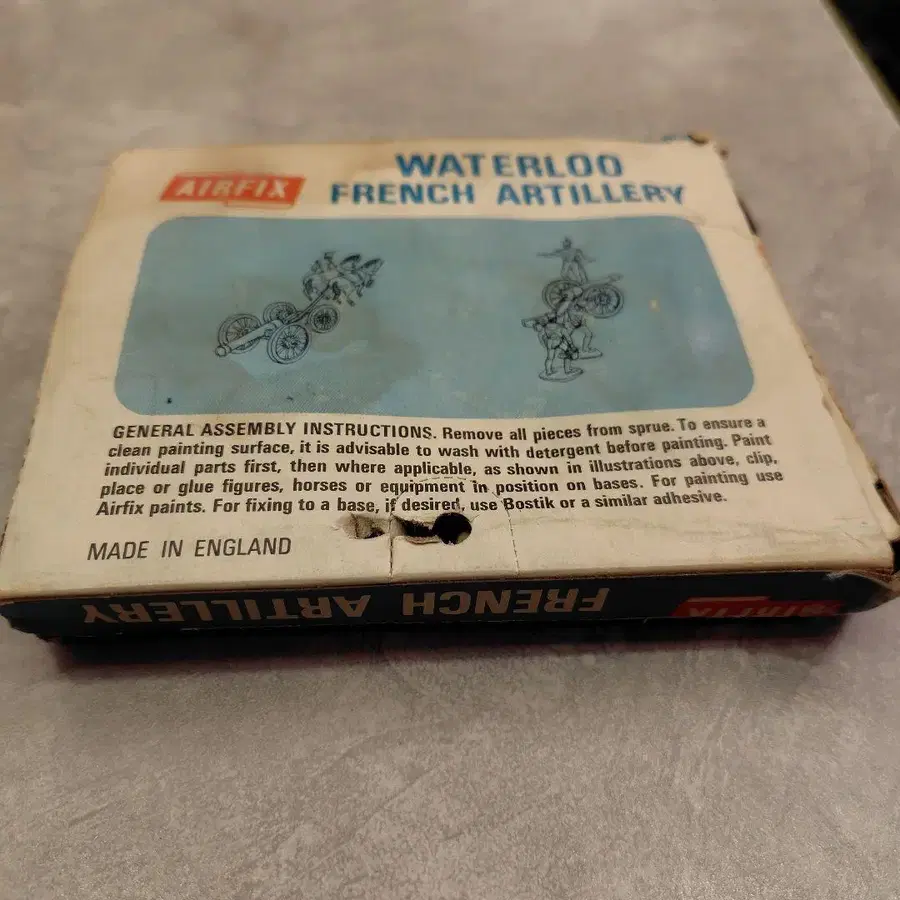 AIRFIX
WATERLOO
FRENCH ARTILLERY
GENERAL ASSEMBLY INSTRUCTIONS. Remove all pieces from sprue. To ensure a
clean painting surface, it is advisable to wash with detergent before painting. Paint
individual parts first, then where applicable, as shown in illustrations above, clip,
place or glue figures, horses or equipment in position on bases. For painting use
Airfix paints. For fixing to a base, if desired, use Bostik or a similar adhesive.
MADE IN ENGLAND
AIRFIX FRENCH ARTILLERY